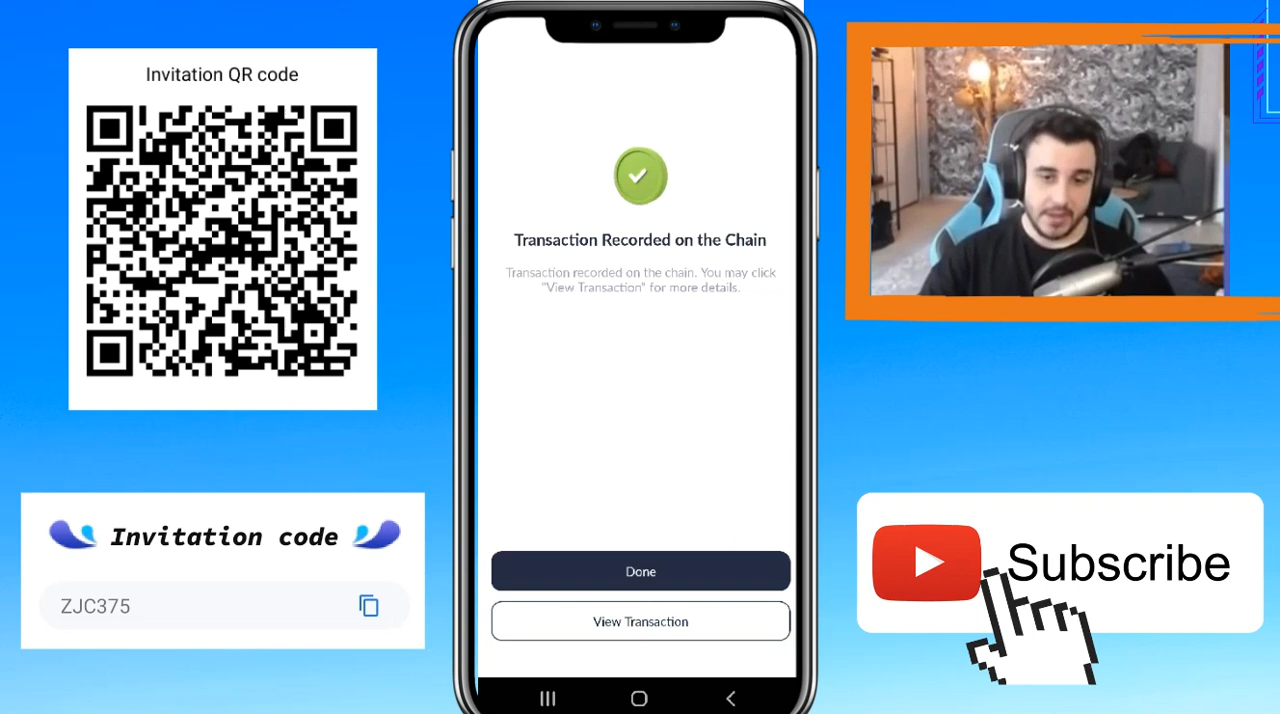 Invitation QR code
Invitation code
ZJC375
Transaction Recorded on the Chain
Transaction recorded on the chain. You may click
"View Transaction" for more details.
Done
View Transaction
Subscribe